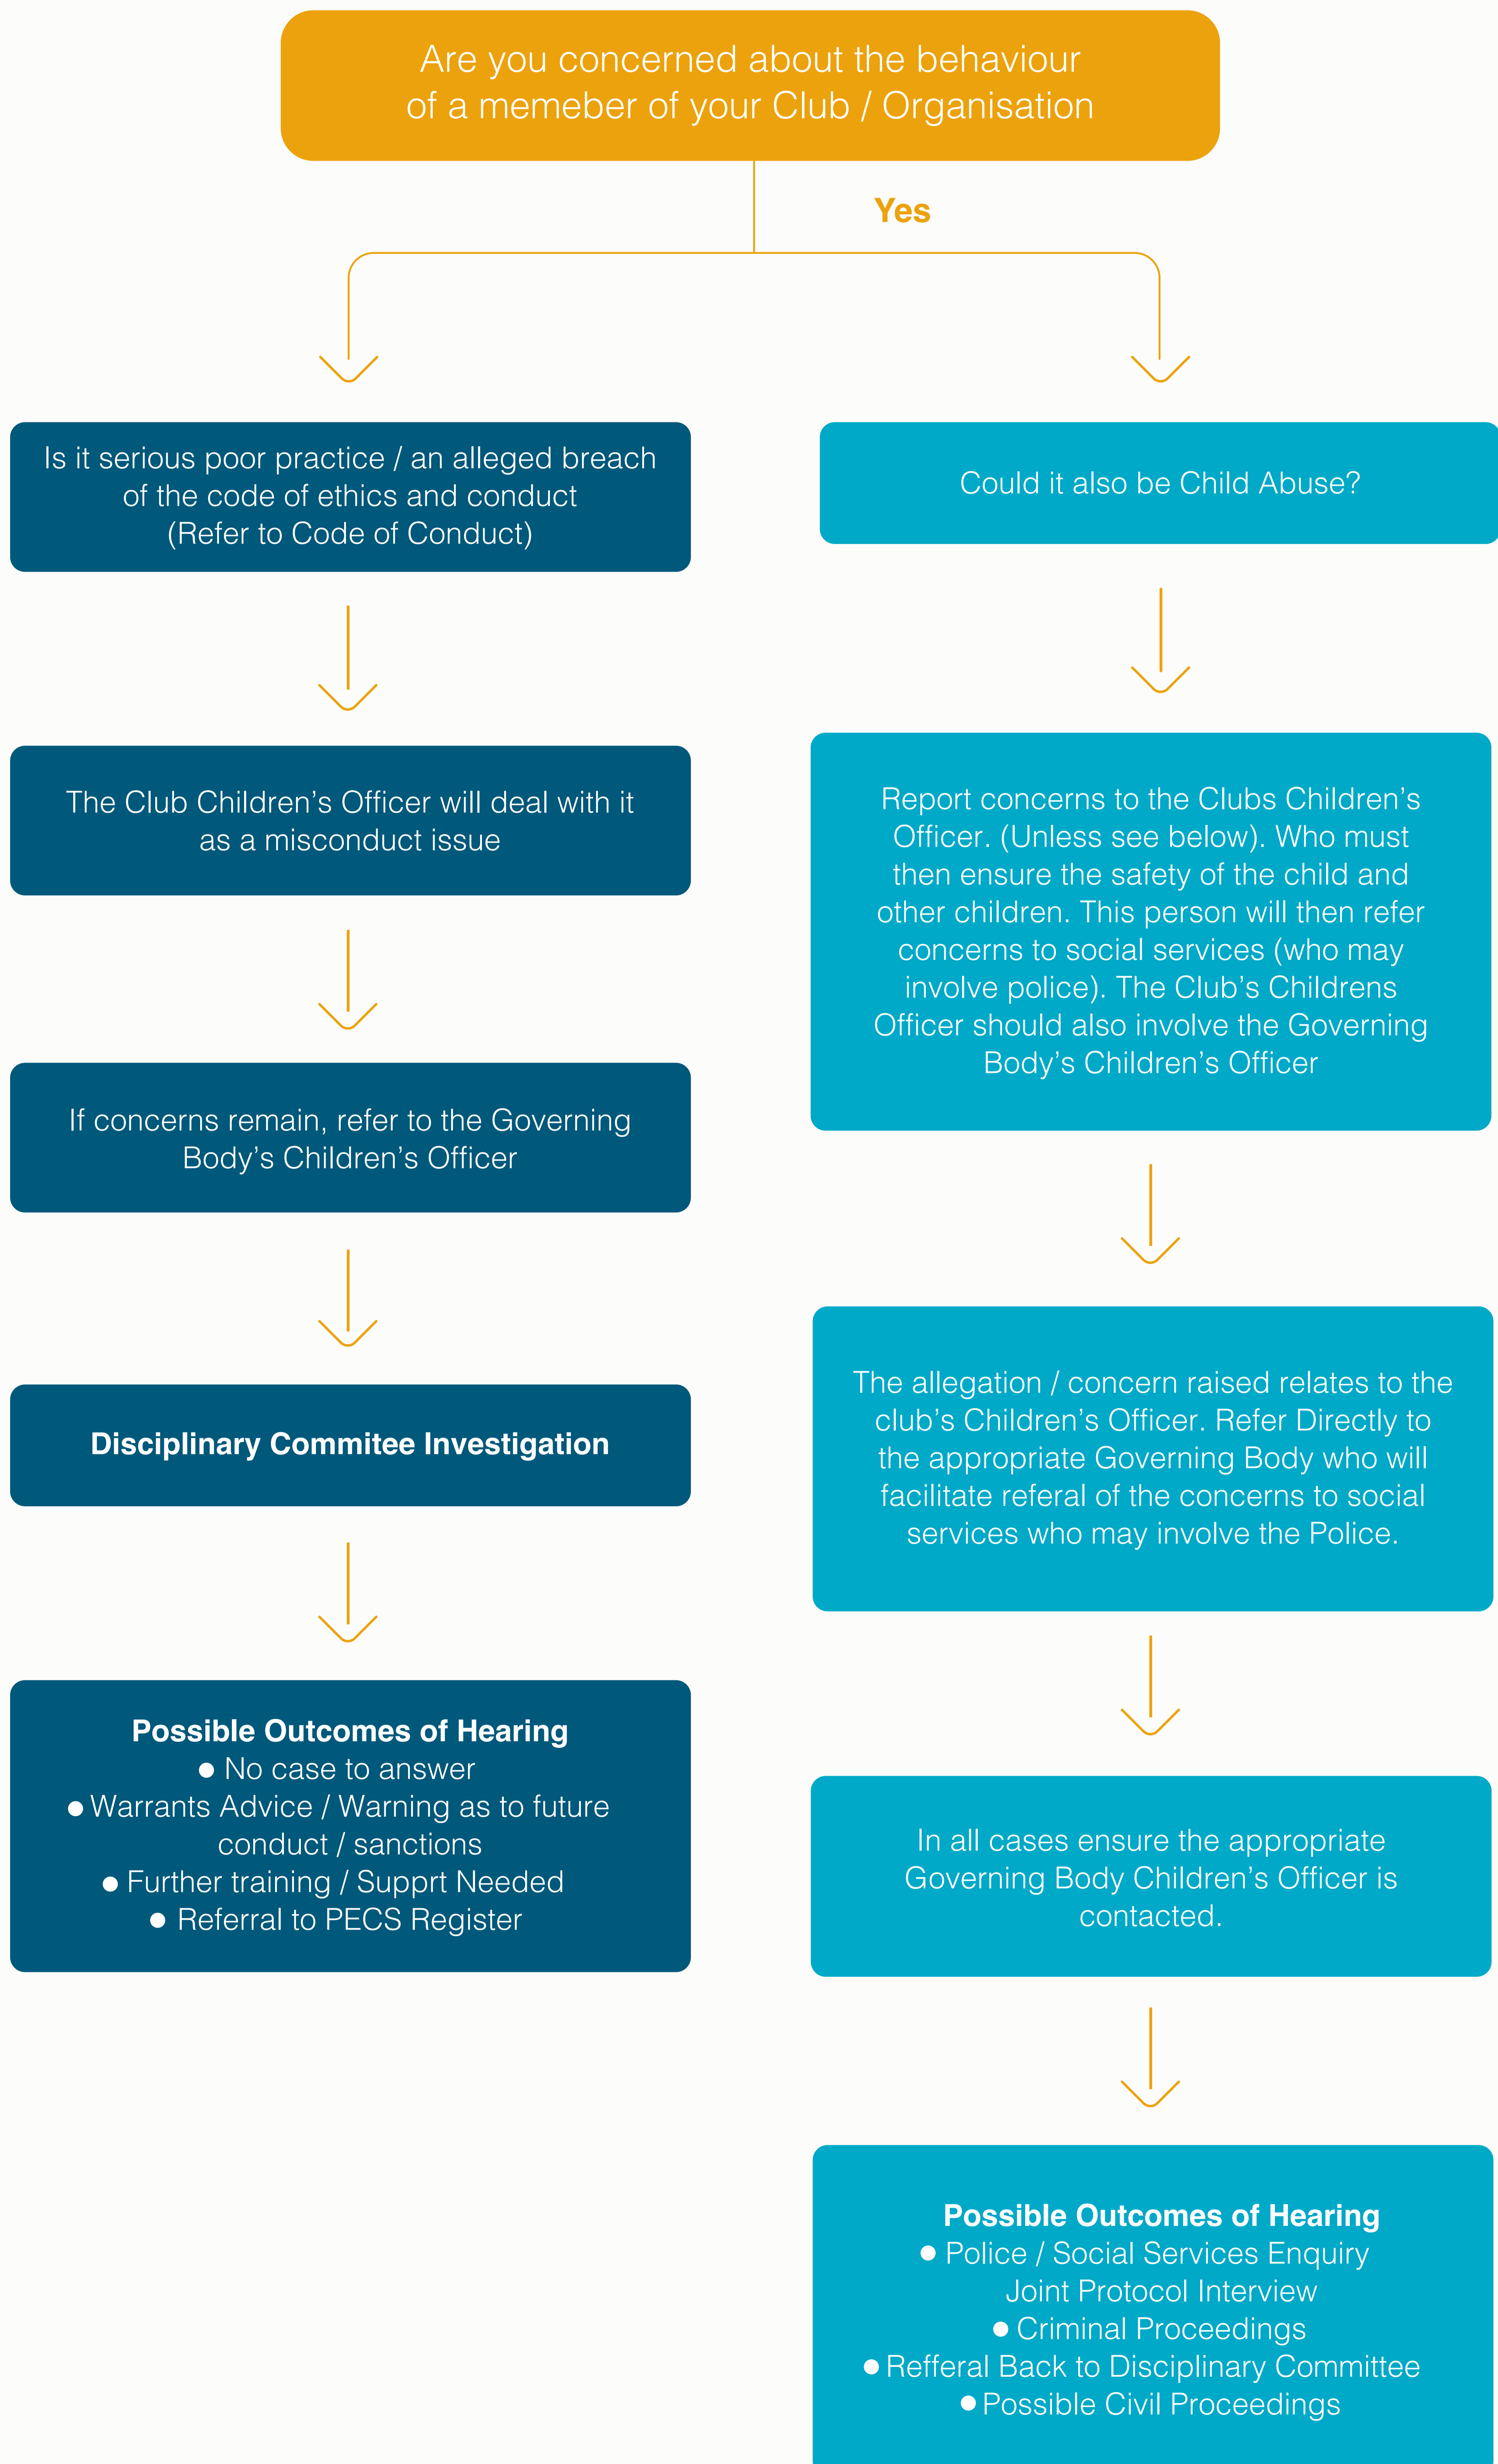 Are you concerned about the behaviour
of a memeber of your Club / Organisation
Yes
Is it serious poor practice / an alleged breach
of the code of ethics and conduct
(Refer to Code of Conduct)
The Club Children’s Officer will deal with it
as a misconduct issue
If concerns remain, refer to the Governing
Body’s Children’s Officer
Disciplinary Commitee Investigation
Possible Outcomes of Hearing
● No case to answer
● Warrants Advice / Warning as to future
conduct / sanctions
● Further training / Supprt Needed
● Referral to PECS Register
Could it also be Child Abuse?
Report concerns to the Clubs Children’s
Officer. (Unless see below). Who must
then ensure the safety of the child and
other children. This person will then refer
concerns to social services (who may
involve police). The Club’s Childrens
Officer should also involve the Governing
Body’s Children’s Officer
The allegation / concern raised relates to the
club’s Children’s Officer. Refer Directly to
the appropriate Governing Body who will
facilitate referal of the concerns to social
services who may involve the Police.
In all cases ensure the appropriate
Governing Body Children’s Officer is
contacted.
Possible Outcomes of Hearing
● Police / Social Services Enquiry
Joint Protocol Interview
● Criminal Proceedings
● Refferal Back to Disciplinary Committee
● Possible Civil Proceedings